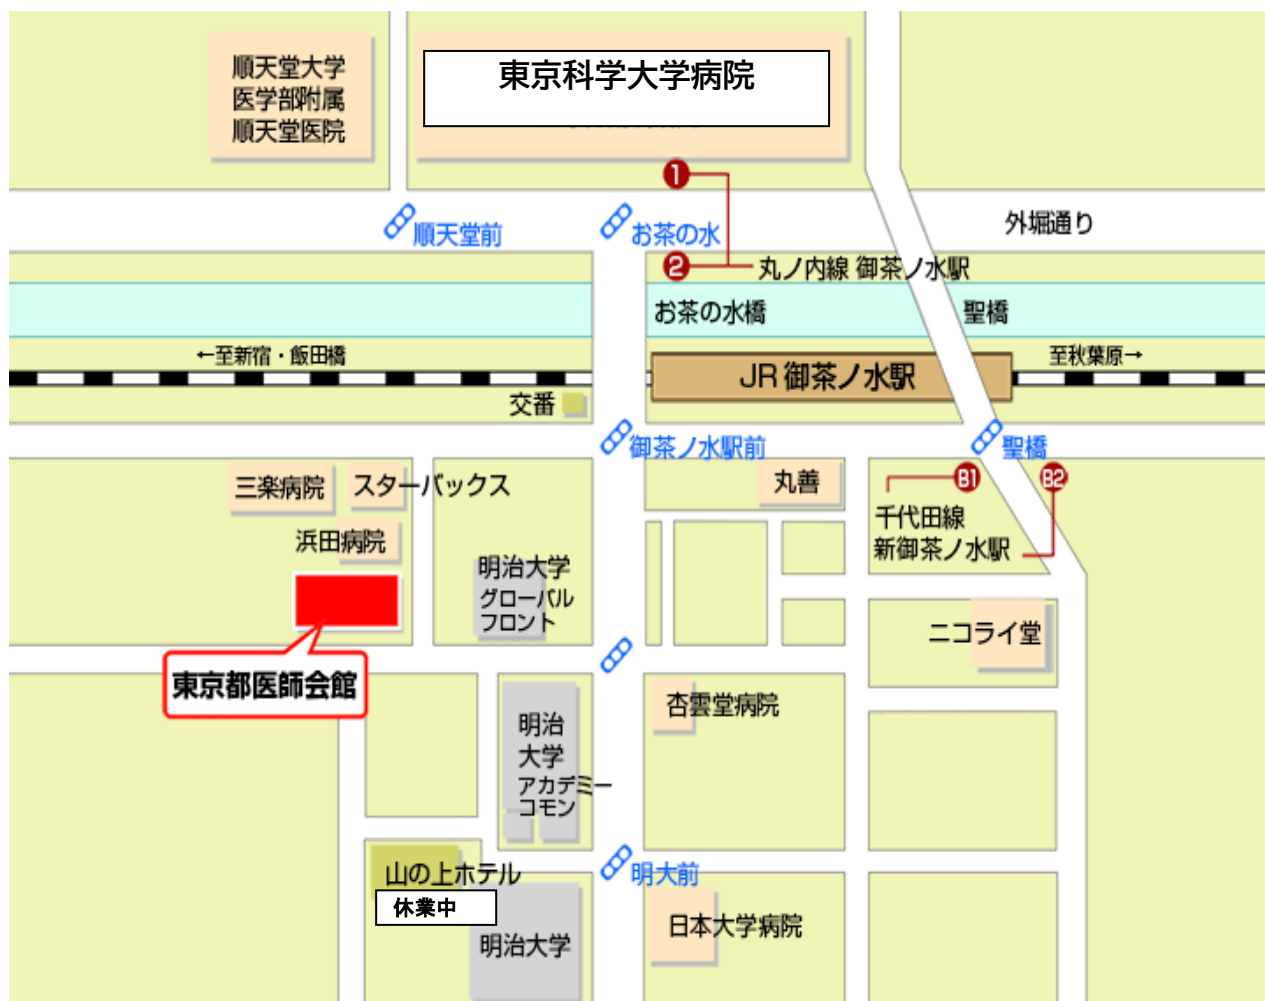 順天堂大学
医学部附属
順天堂医院
東京科学大学病院
1
順天堂前
お茶の水
外堀通り
2
丸ノ内線 御茶ノ水駅
お茶の水橋
聖橋
←至新宿・飯田橋
至秋葉原→
JR 御茶ノ水駅
交番
御茶ノ水駅前
聖橋
三楽病院
スターバックス
丸善
B1
B2
千代田線
新御茶ノ水駅
浜田病院
明治大学
グローバル
フロント
ニコライ堂
東京都医師会館
杏雲堂病院
明治
大学
アカデミー
コモン
山の上ホテル
休業中
明大前
明治大学
日本大学病院